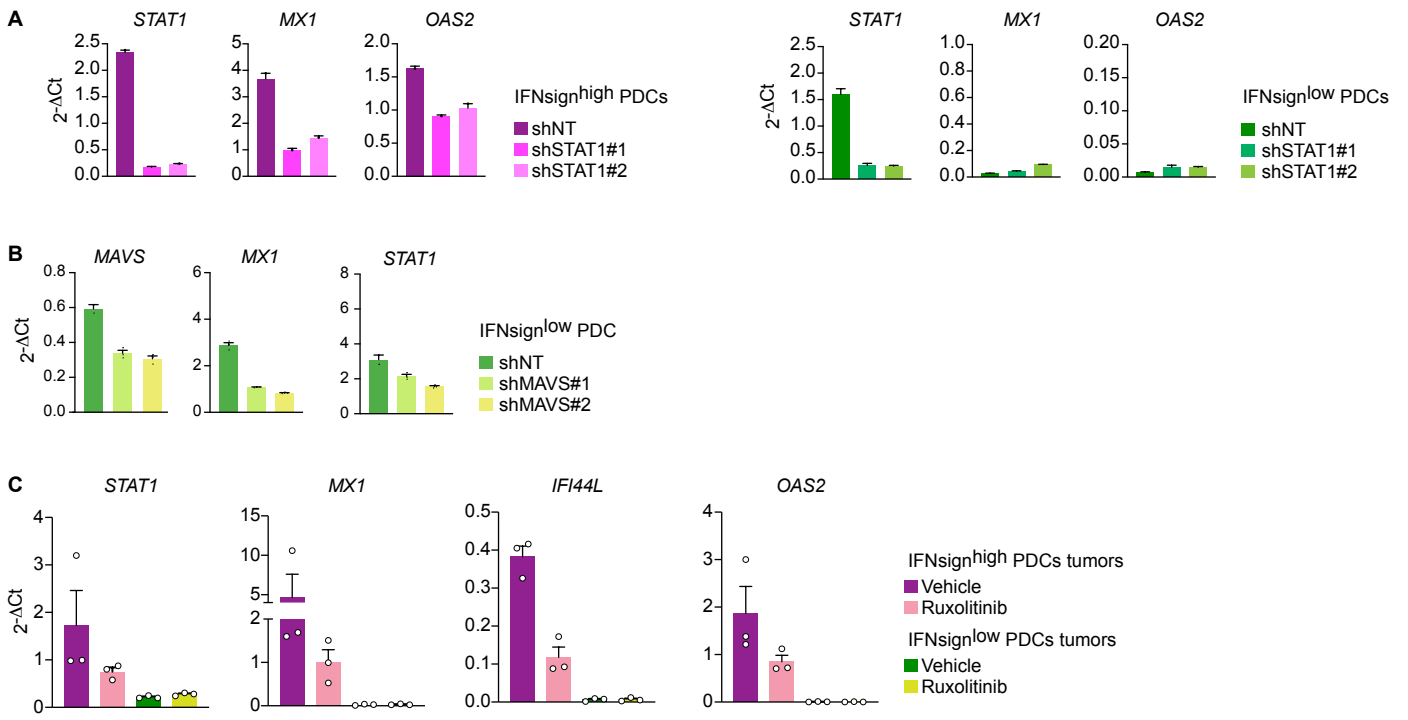 A
STAT1 MX1 OAS2 STAT1 MX1 OAS2
2-ΔCt
2.5
2.0
1.5
1.0
0.5
0.0
5
4
3
2
1
0
2.0
1.5
1.0
0.5
0.0
IFNsignhigh PDCs
shNT
shSTAT1#1
shSTAT1#2
2-ΔCt
2.5
2.0
1.5
1.0
0.5
0.0
1.0
0.8
0.6
0.4
0.2
0.0
0.20
0.15
0.10
0.05
0.00
IFNsignlow PDCs
shNT
shSTAT1#1
shSTAT1#2
B
MAVS MX1 STAT1
2-ΔCt
0.8
0.6
0.4
0.2
0.0
6
4
2
0
8
6
4
2
0
IFNsignlow PDC
shNT
shMAVS#1
shMAVS#2
C
STAT1 MX1 IFI44L OAS2
2-ΔCt
4
3
2
1
0
15
10
5
2
1
0
0.5
0.4
0.3
0.2
0.1
0.0
4
3
2
1
0
IFNsignhigh PDCs tumors
Vehicle
Ruxolitinib
IFNsignlow PDCs tumors
Vehicle
Ruxolitinib